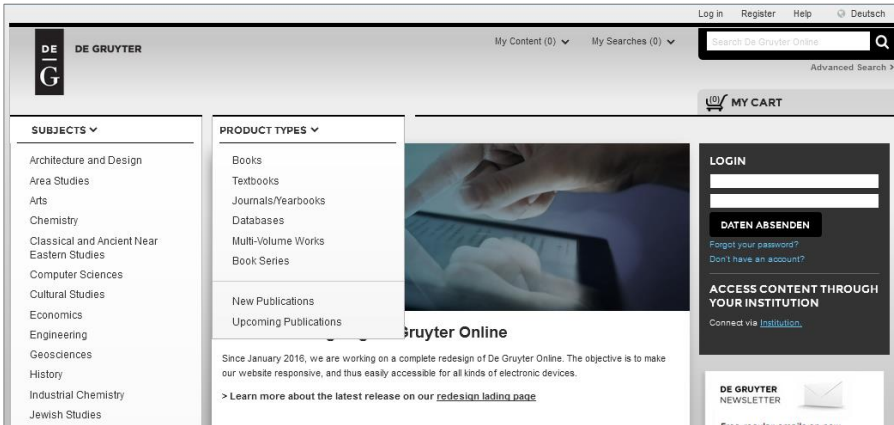 Log in Register Help Deutsch
DE
G
DE GRUYTER
My Content (0) My Searches (0)
Search De Gruyter Online
Advanced Search >
(0) MY CART
SUBJECTS
Architecture and Design
Area Studies
Arts
Chemistry
Classical and Ancient Near
Eastern Studies
Computer Sciences
Cultural Studies
Economics
Engineering
Geosciences
History
Industrial Chemistry
Jewish Studies
PRODUCT TYPES
Books
Textbooks
Journals/Yearbooks
Databases
Multi-Volume Works
Book Series
New Publications
Upcoming Publications
Gruyter Online
Since January 2016, we are working on a complete redesign of De Gruyter Online. The objective is to make
our website responsive, and thus easily accessible for all kinds of electronic devices.
> Learn more about the latest release on our redesign lading page
LOGIN
DATEN ABSENDEN
Forgot your password?
Don't have an account?
ACCESS CONTENT THROUGH
YOUR INSTITUTION
Connect via Institution.
DE GRUYTER
NEWSLETTER